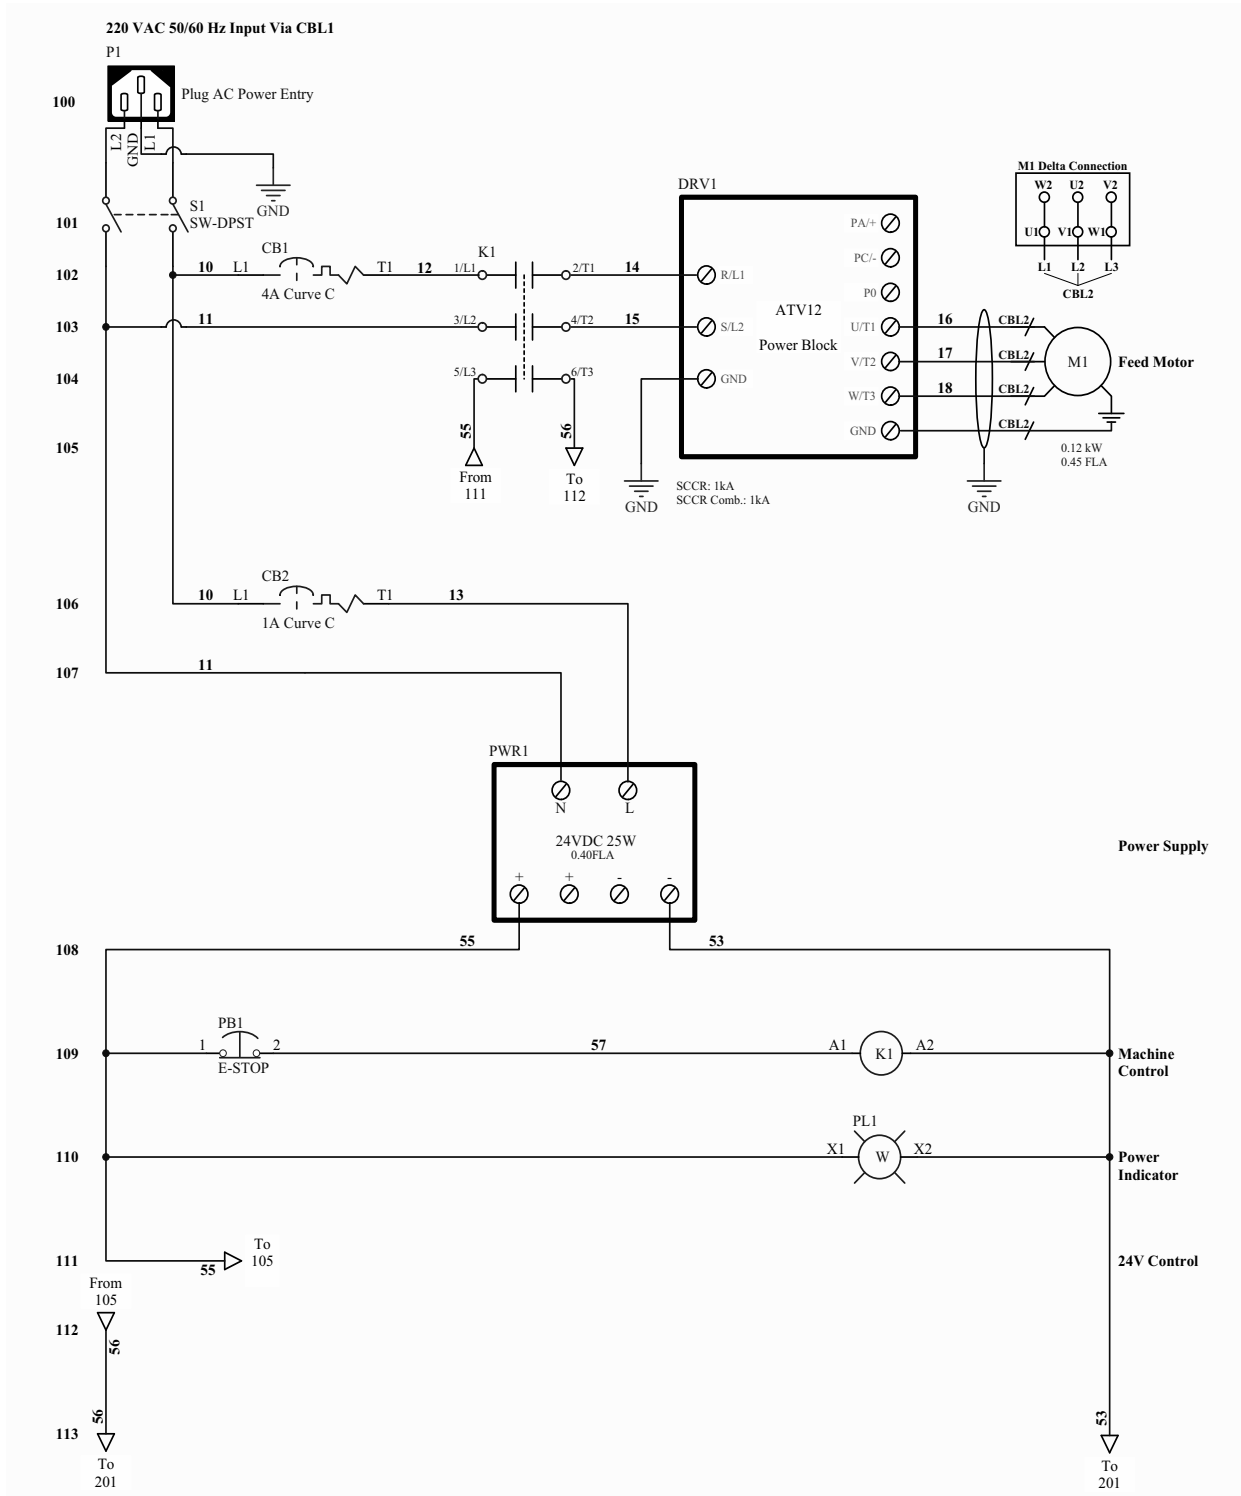 220 VAC 50/60 Hz Input Via CBL1
P1
100
Plug AC Power Entry
L2
GND
L1
GND
101
S1
SW-DPST
102
10
L1
CB1
4A Curve C
T1
12
K1
1/L1
2/T1
14
103
11
3/L2
4/T2
15
104
5/L3
6/T3
105
55
From
111
56
To
112
DRV1
R/L1
S/L2
GND
ATV12
Power Block
PA/+
PC/-
P0
U/T1
V/T2
W/T3
GND
GND
SCCR: 1kA
SCCR Comb.: 1kA
16
17
18
CBL2
CBL2
CBL2
CBL2
GND
M1
Feed Motor
0.12 kW
0.45 FLA
M1 Delta Connection
W2 U2 V2
U1 V1 W1
L1 L2 L3
CBL2
106
10
L1
CB2
1A Curve C
T1
13
107
11
PWR1
N
L
24VDC 25W
0.40FLA
+ + - -
Power Supply
108
55
53
109
1
PB1
2
E-STOP
57
A1
K1
A2
Machine
Control
110
PL1
X1
W
X2
Power
Indicator
111
55
To
105
24V Control
From
105
112
56
113
56
To
201
53
To
201